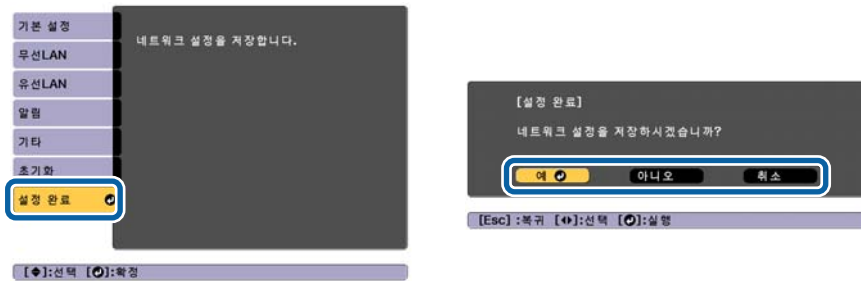 기본 설정
네트워크 설정을 저장합니다.
무선LAN
유선LAN
알림
기타
초기화
설정 완료
[◆]:선택 [↵]:확정
[설정 완료]
네트워크 설정을 저장하시겠습니까?
예 아니오 취소
[Esc] :복귀 [◆]:선택 [↵]:실행